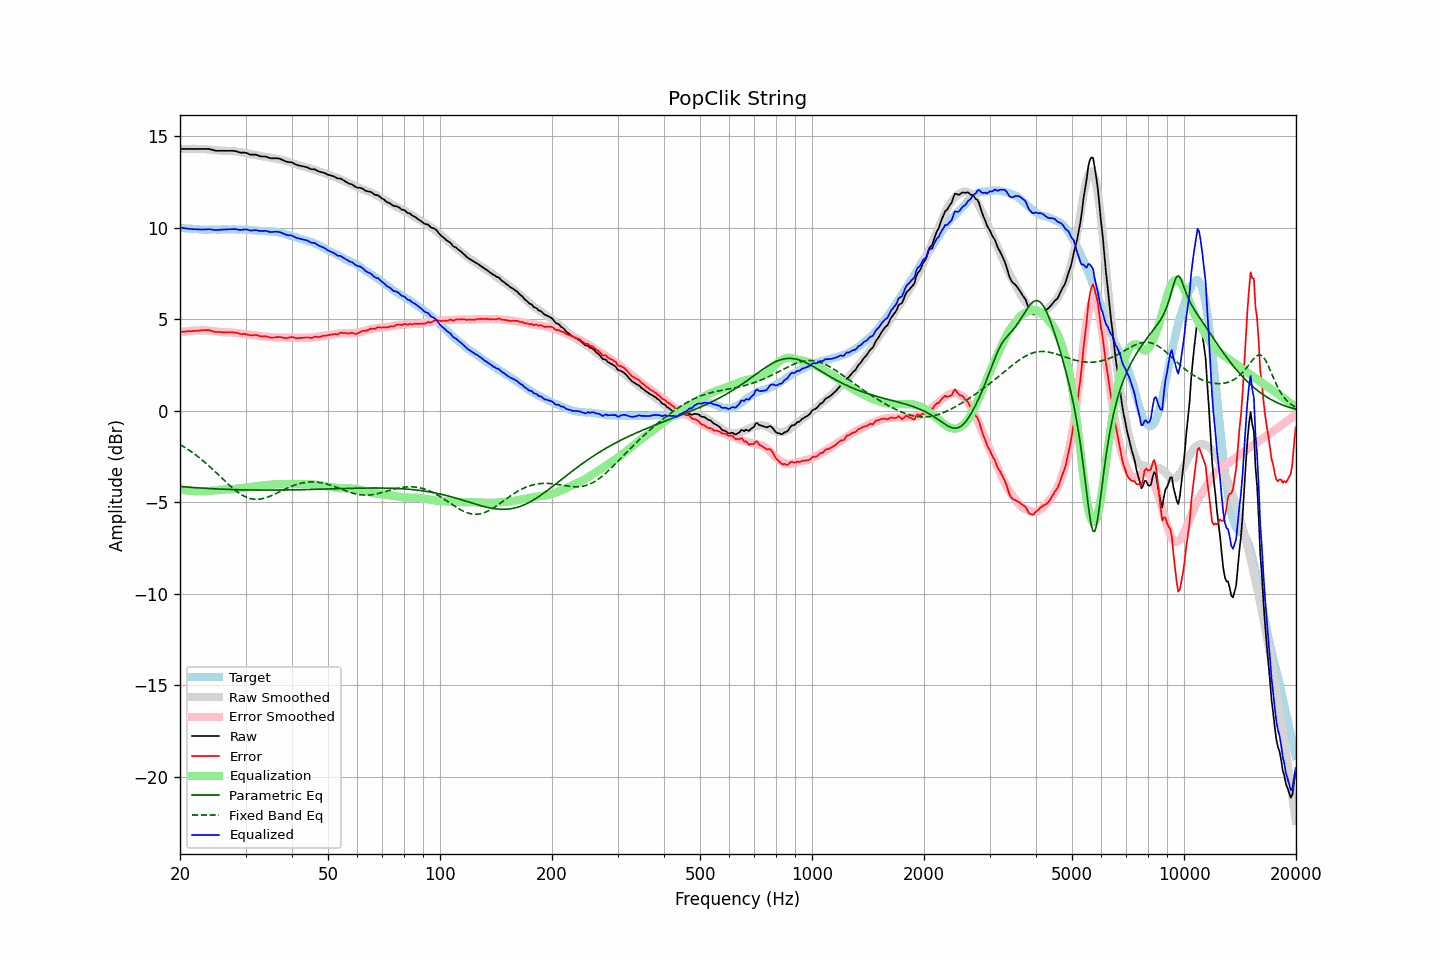 PopClik String
Amplitude (dBr)
15
10
5
0
−5
−10
−15
−20
Target
Raw Smoothed
Error Smoothed
Raw
Error
Equalization
Parametric Eq
Fixed Band Eq
Equalized
20 50 100 200 500 1000 2000 5000 10000 20000
Frequency (Hz)